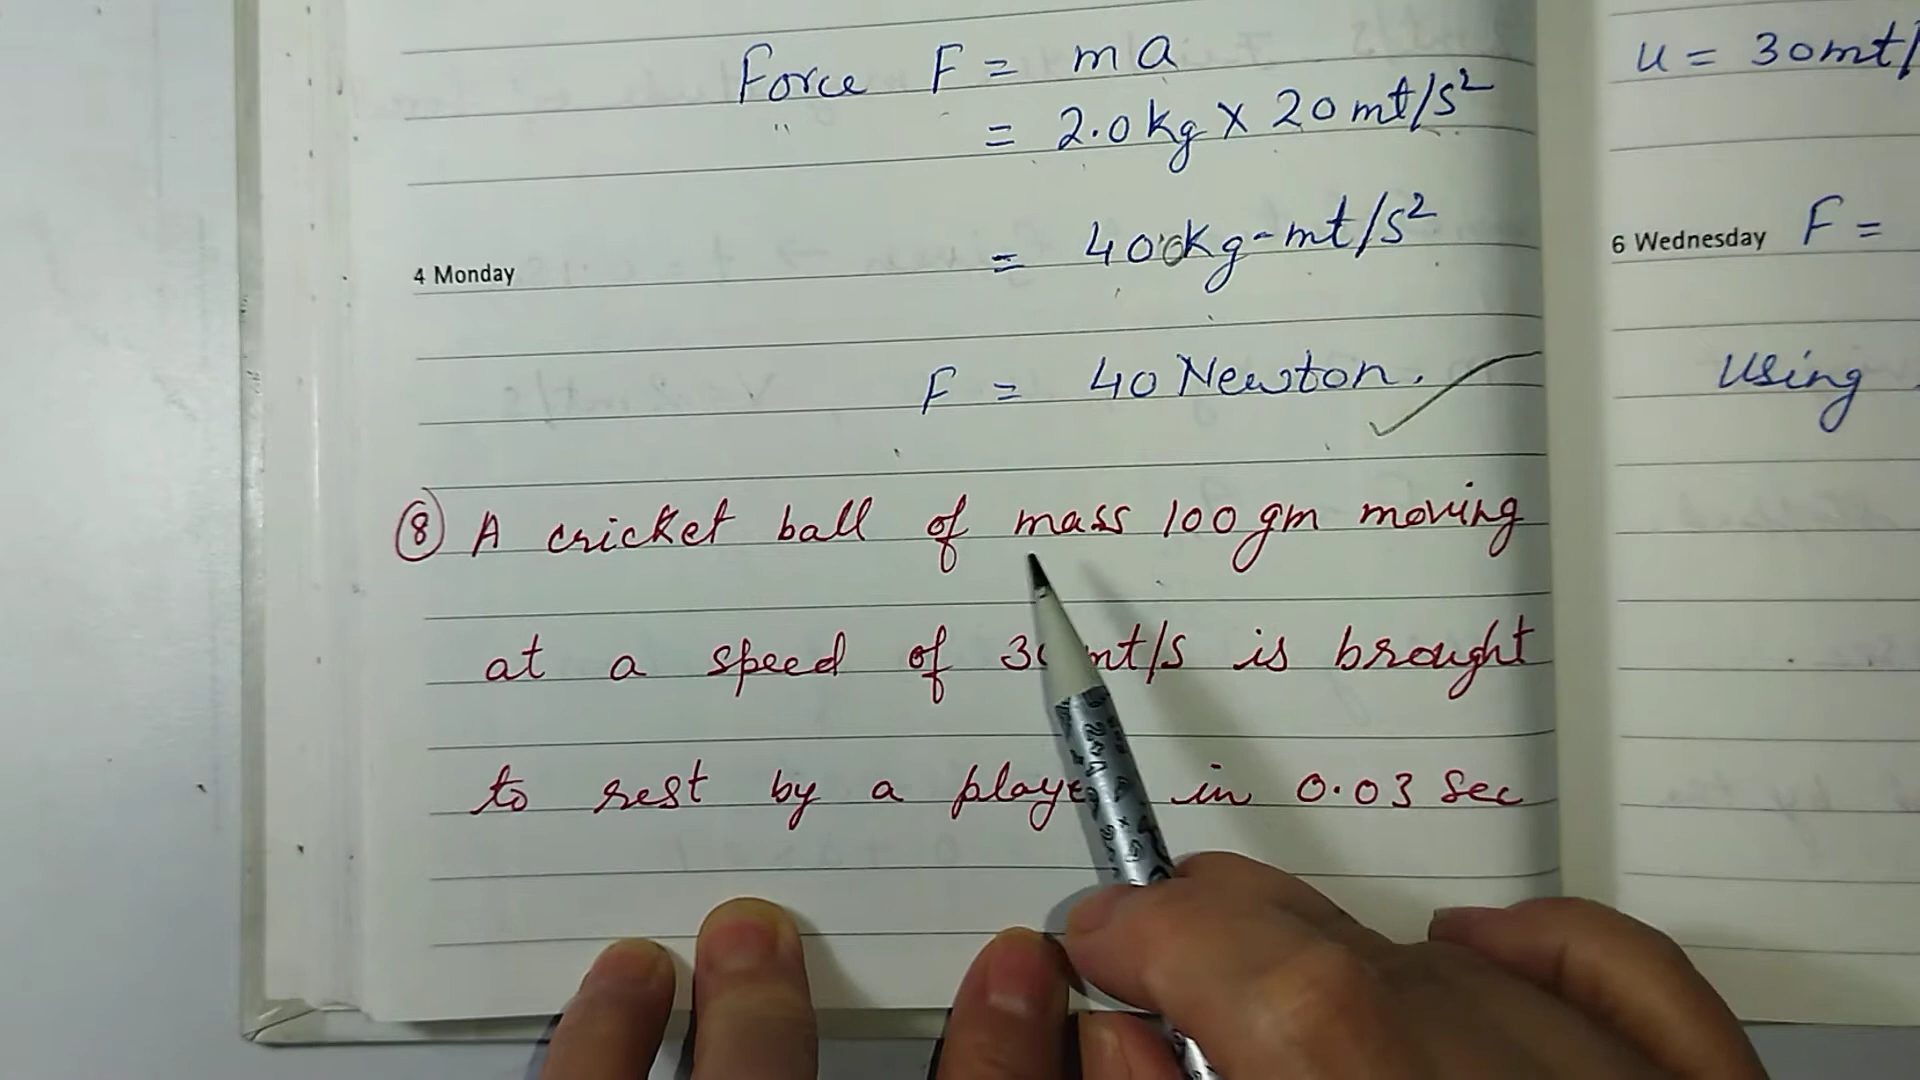 Force F = ma
= 2.0 kg × 20 mt/s²
= 400kg-mt/s²
4 Monday
F = 40 Newton.
⑧ A cricket ball of mass 100 gm moving
at a speed of mt/s is brought
to rest by a in 0.03 Sec
u = 30mt/
6 Wednesday F =
Using